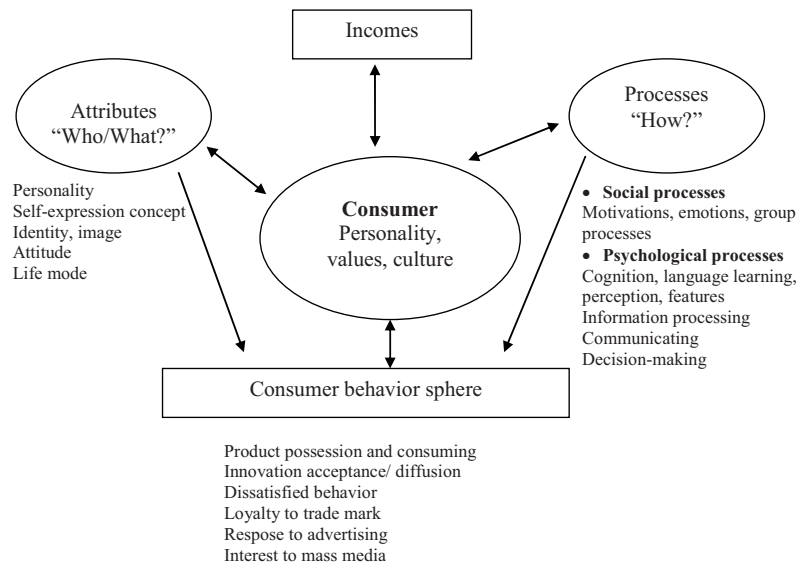 Incomes
Attributes
“Who/What?”
Processes
“How?”
Personality
Self-expression concept
Identity, image
Attitude
Life mode
Consumer
Personality,
values, culture
• Social processes
Motivations, emotions, group
processes
• Psychological processes
Cognition, language learning,
perception, features
Information processing
Communicating
Decision-making
Consumer behavior sphere
Product possession and consuming
Innovation acceptance/ diffusion
Dissatisfied behavior
Loyalty to trade mark
Respose to advertising
Interest to mass media